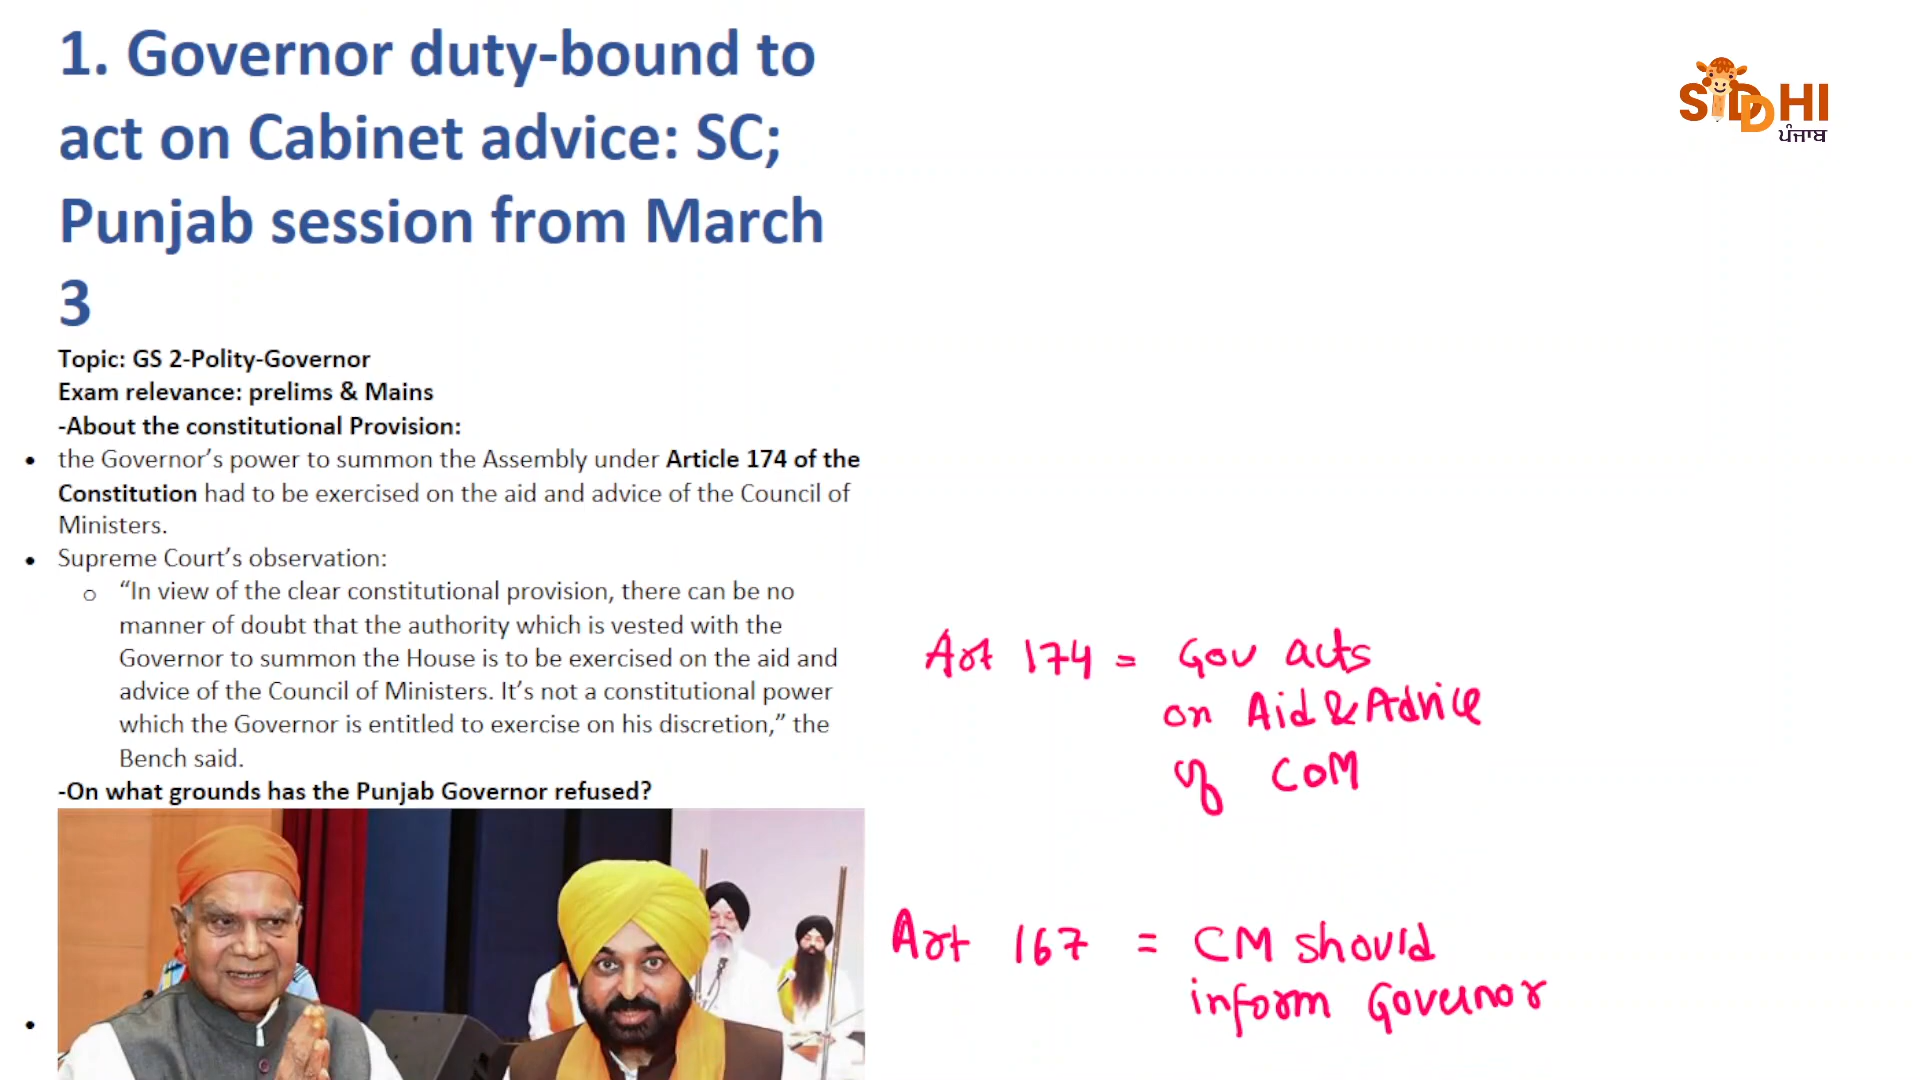 1. Governor duty-bound to
act on Cabinet advice: SC;
Punjab session from March
3
Topic: GS 2-Polity-Governor
Exam relevance: prelims & Mains
-About the constitutional Provision:
• the Governor's power to summon the Assembly under Article 174 of the
Constitution had to be exercised on the aid and advice of the Council of
Ministers.
• Supreme Court's observation:
o “In view of the clear constitutional provision, there can be no
manner of doubt that the authority which is vested with the
Governor to summon the House is to be exercised on the aid and
advice of the Council of Ministers. It's not a constitutional power
which the Governor is entitled to exercise on his discretion,” the
Bench said.
-On what grounds has the Punjab Governor refused?
SIDDHI
ਪੰਜਾਬ
Art 174 = Gov acts
on Aid & Advice
of COM
Art 167 = CM should
inform Governor